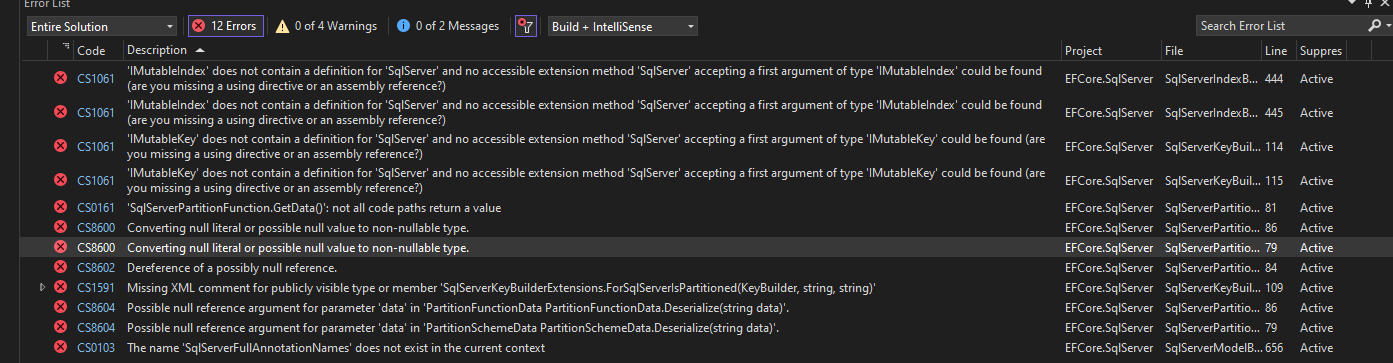 Error List
Entire Solution 12 Errors 0 of 4 Warnings 0 of 2 Messages Build + IntelliSense Search Error List
Code Description Project File Line Suppres
CS1061 'IMutableIndex' does not contain a definition for 'SqlServer' and no accessible extension method 'SqlServer' accepting a first argument of type 'IMutableIndex' could be found EFCore.SqlServer SqlServerIndexB... 444 Active
(are you missing a using directive or an assembly reference?)
CS1061 'IMutableIndex' does not contain a definition for 'SqlServer' and no accessible extension method 'SqlServer' accepting a first argument of type 'IMutableIndex' could be found EFCore.SqlServer SqlServerIndexB... 445 Active
(are you missing a using directive or an assembly reference?)
CS1061 'IMutableKey' does not contain a definition for 'SqlServer' and no accessible extension method 'SqlServer' accepting a first argument of type 'IMutableKey' could be found (are EFCore.SqlServer SqlServerKeyBuil... 114 Active
you missing a using directive or an assembly reference?)
CS1061 'IMutableKey' does not contain a definition for 'SqlServer' and no accessible extension method 'SqlServer' accepting a first argument of type 'IMutableKey' could be found (are EFCore.SqlServer SqlServerKeyBuil... 115 Active
you missing a using directive or an assembly reference?)
CS0161 'SqlServerPartitionFunction.GetData()': not all code paths return a value EFCore.SqlServer SqlServerPartitio... 81 Active
CS8600 Converting null literal or possible null value to non-nullable type. EFCore.SqlServer SqlServerPartitio... 86 Active
CS8600 Converting null literal or possible null value to non-nullable type. EFCore.SqlServer SqlServerPartitio... 79 Active
CS8602 Dereference of a possibly null reference. EFCore.SqlServer SqlServerPartitio... 84 Active
CS1591 Missing XML comment for publicly visible type or member 'SqlServerKeyBuilderExtensions.ForSqlServerIsPartitioned(KeyBuilder, string, string)' EFCore.SqlServer SqlServerKeyBuil... 109 Active
CS8604 Possible null reference argument for parameter 'data' in 'PartitionFunctionData PartitionFunctionData.Deserialize(string data)'. EFCore.SqlServer SqlServerPartitio... 86 Active
CS8604 Possible null reference argument for parameter 'data' in 'PartitionSchemeData PartitionSchemeData.Deserialize(string data)'. EFCore.SqlServer SqlServerPartitio... 79 Active
CS0103 The name 'SqlServerFullAnnotationNames' does not exist in the current context EFCore.SqlServer SqlServerModelB... 656 Active